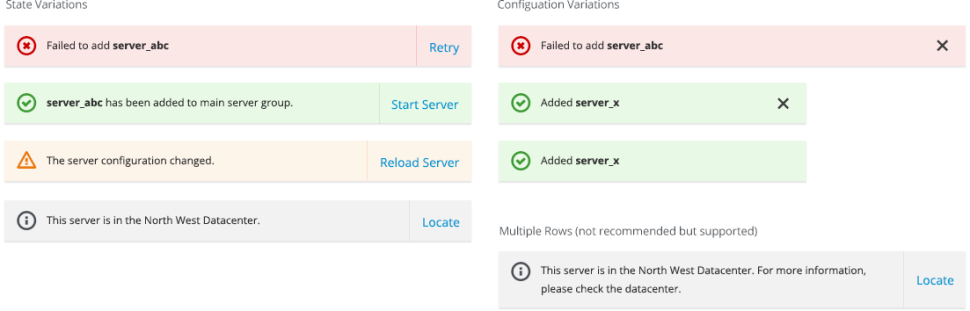 State Variations
Failed to add server_abc
Retry
server_abc has been added to main server group.
Start Server
The server configuration changed.
Reload Server
This server is in the North West Datacenter.
Locate
Configuation Variations
Failed to add server_abc
Added server_x
Added server_x
Multiple Rows (not recommended but supported)
This server is in the North West Datacenter. For more information,
please check the datacenter.
Locate